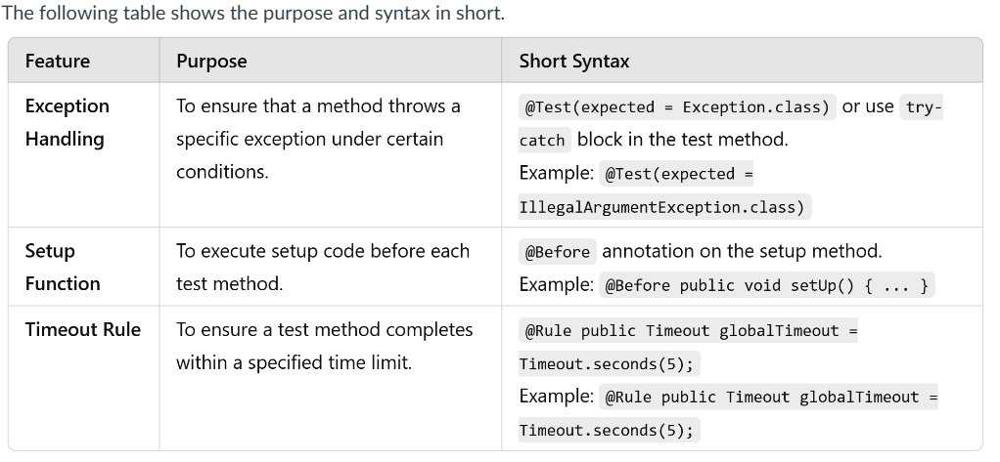 The following table shows the purpose and syntax in short.
Feature
Purpose
Short Syntax
Exception
Handling
To ensure that a method throws a
specific exception under certain
conditions.
@Test(expected = Exception.class) or use try-
catch block in the test method.
Example: @Test(expected =
IllegalArgumentException.class)
Setup
Function
To execute setup code before each
test method.
@Before annotation on the setup method.
Example: @Before public void setUp() { ... }
Timeout Rule
To ensure a test method completes
within a specified time limit.
@Rule public Timeout globalTimeout =
Timeout.seconds(5);
Example: @Rule public Timeout globalTimeout =
Timeout.seconds(5);